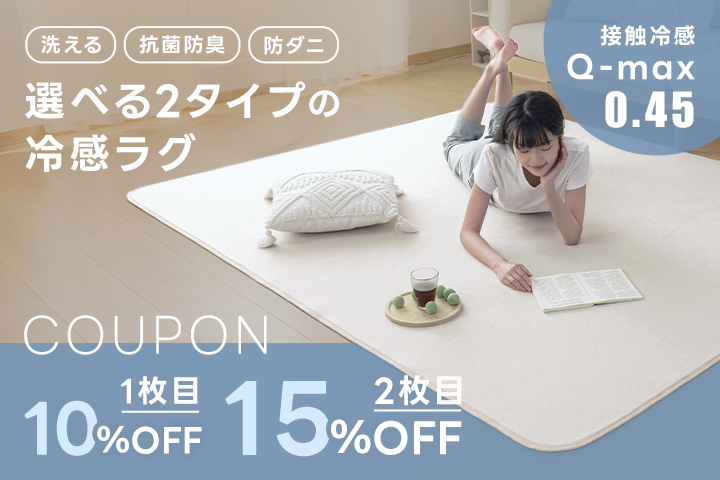 洗える 抗菌防臭 防ダニ
選べる2タイプの
冷感ラグ
接触冷感
Q-max
0.45
COUPON
1枚目
10%OFF
2枚目
15%OFF